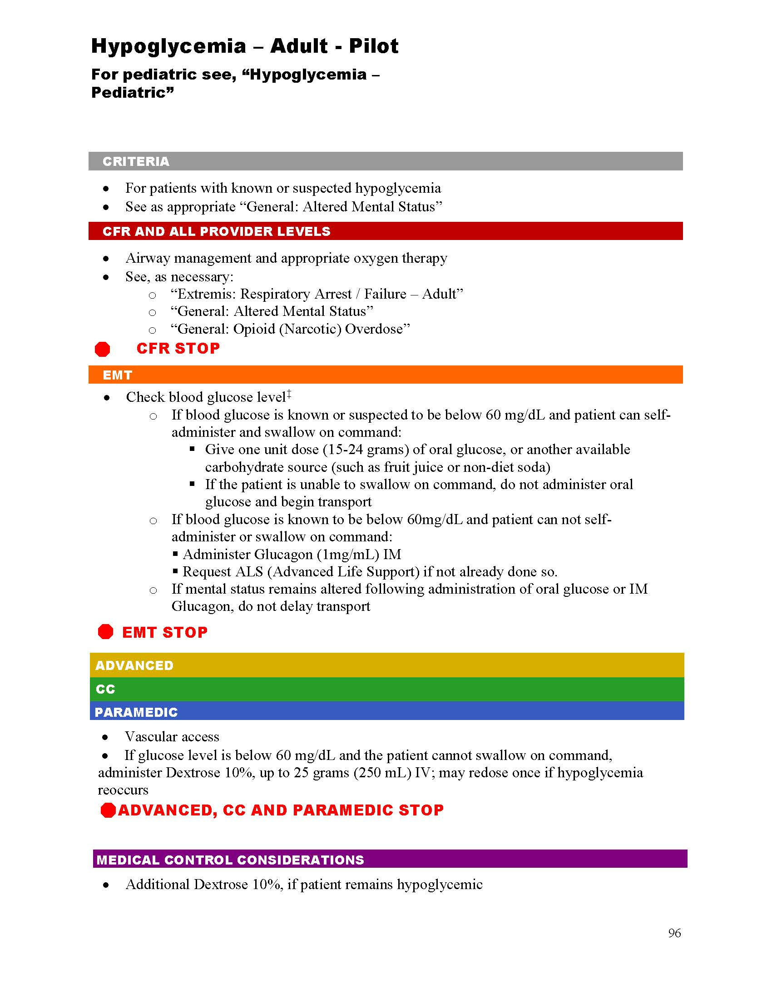 Hypoglycemia – Adult - Pilot
For pediatric see, “Hypoglycemia –
Pediatric”
CRITERIA
• For patients with known or suspected hypoglycemia
• See as appropriate “General: Altered Mental Status”
CFR AND ALL PROVIDER LEVELS
• Airway management and appropriate oxygen therapy
• See, as necessary:
o “Extremis: Respiratory Arrest / Failure – Adult”
o “General: Altered Mental Status”
o “General: Opioid (Narcotic) Overdose”
CFR STOP
EMT
• Check blood glucose level‡
o If blood glucose is known or suspected to be below 60 mg/dL and patient can self-
administer and swallow on command:
▪ Give one unit dose (15-24 grams) of oral glucose, or another available
carbohydrate source (such as fruit juice or non-diet soda)
▪ If the patient is unable to swallow on command, do not administer oral
glucose and begin transport
o If blood glucose is known to be below 60mg/dL and patient can not self-
administer or swallow on command:
▪ Administer Glucagon (1mg/mL) IM
▪ Request ALS (Advanced Life Support) if not already done so.
o If mental status remains altered following administration of oral glucose or IM
Glucagon, do not delay transport
EMT STOP
ADVANCED
CC
PARAMEDIC
• Vascular access
• If glucose level is below 60 mg/dL and the patient cannot swallow on command,
administer Dextrose 10%, up to 25 grams (250 mL) IV; may redose once if hypoglycemia
reoccurs
ADVANCED, CC AND PARAMEDIC STOP
MEDICAL CONTROL CONSIDERATIONS
• Additional Dextrose 10%, if patient remains hypoglycemic
96